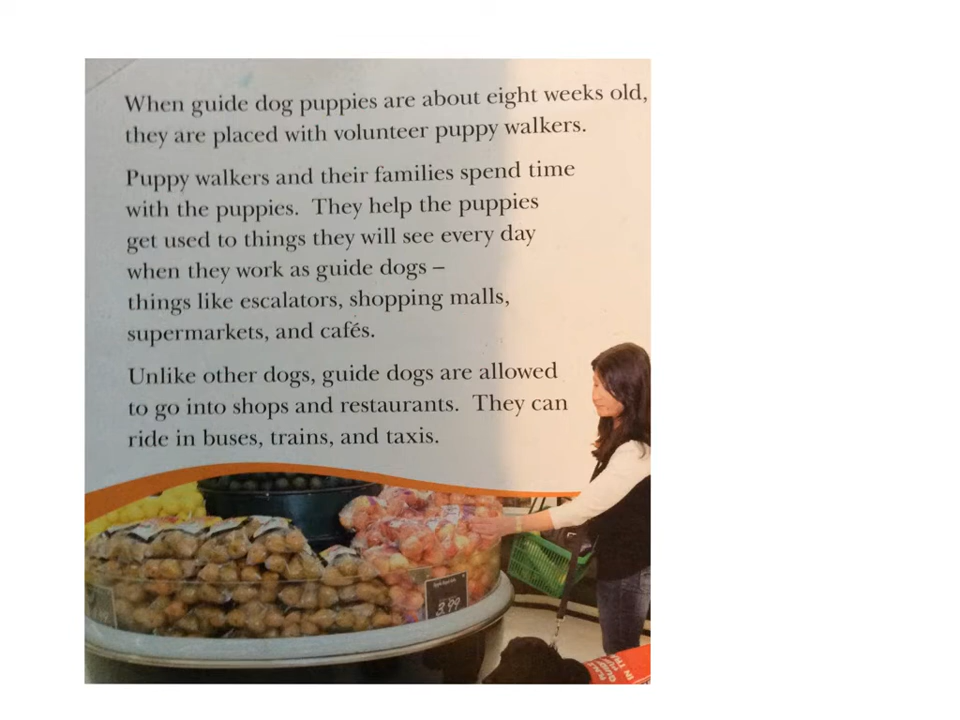 When guide dog puppies are about eight weeks old,
they are placed with volunteer puppy walkers.
Puppy walkers and their families spend time
with the puppies. They help the puppies
get used to things they will see every day
when they work as guide dogs –
things like escalators, shopping malls,
supermarkets, and cafés.
Unlike other dogs, guide dogs are allowed
to go into shops and restaurants. They can
ride in buses, trains, and taxis.
3.99
IN